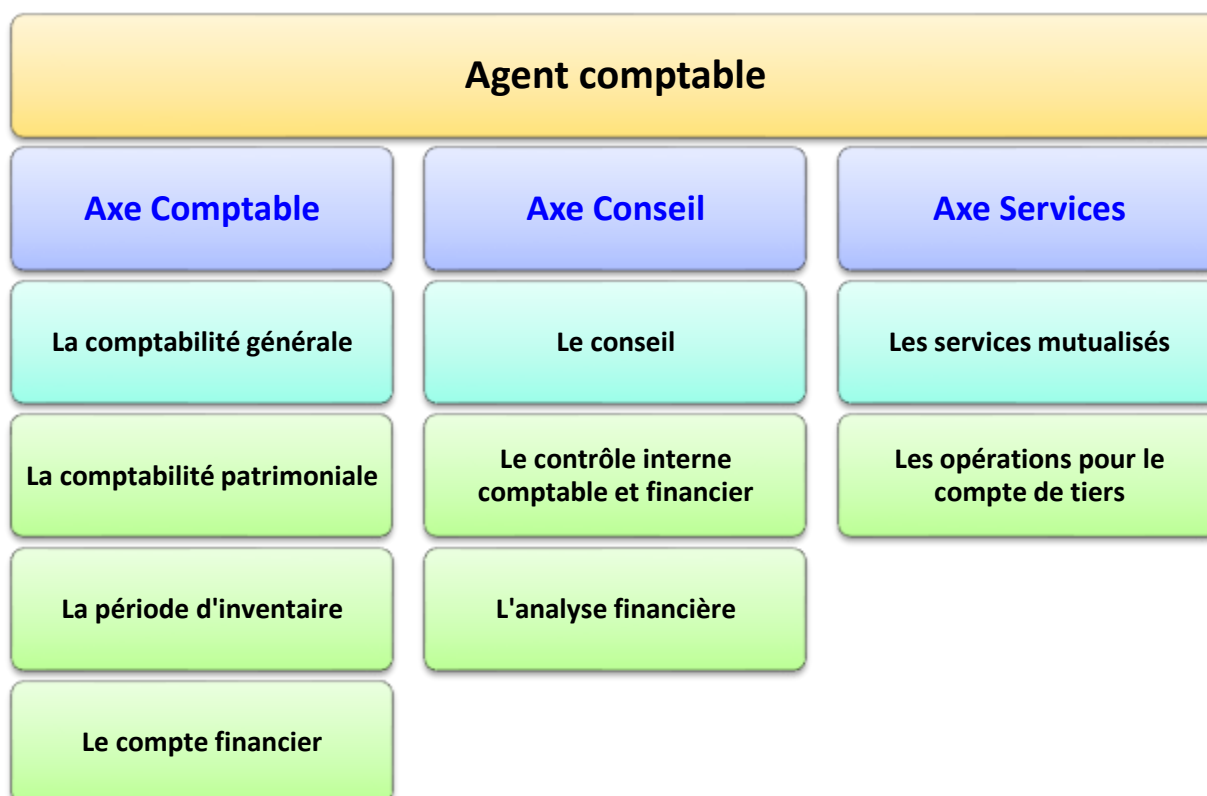 Agent comptable
Axe Comptable
Axe Conseil
Axe Services
La comptabilité générale
Le conseil
Les services mutualisés
La comptabilité patrimoniale
Le contrôle interne
comptable et financier
Les opérations pour le
compte de tiers
La période d'inventaire
L'analyse financière
Le compte financier